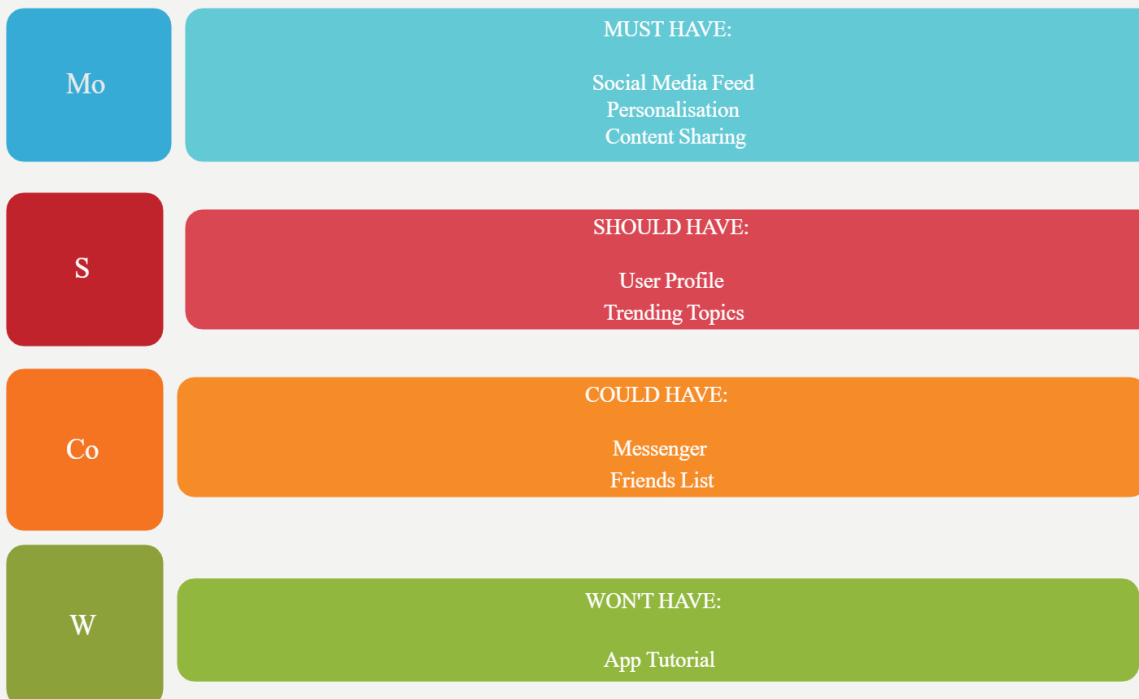 Mo
MUST HAVE:
Social Media Feed
Personalisation
Content Sharing
S
SHOULD HAVE:
User Profile
Trending Topics
Co
COULD HAVE:
Messenger
Friends List
W
WON'T HAVE:
App Tutorial